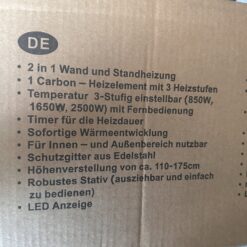 DE
• 2 in 1 Wand und Standheizung
• 1 Carbon – Heizelement mit 3 Heizstufen
• Temperatur 3-Stufig einstellbar (850W,
1650W, 2500W) mit Fernbedienung
• Timer für die Heizdauer
• Sofortige Wärmeentwicklung
• Für Innen – und Außenbereich nutzbar
• Schutzgitter aus Edelstahl
• Höhenverstellung von ca. 110-175cm
• Robustes Stativ (ausziehbar und einfach
zu bedienen)
• LED Anzeige